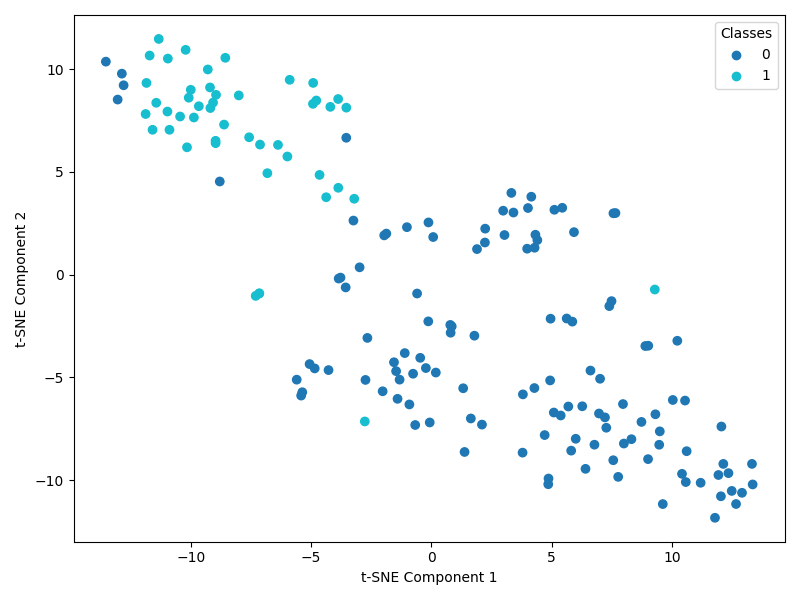 Classes
0
1
10
5
0
−5
−10
t-SNE Component 2
−10 −5 0 5 10
t-SNE Component 1